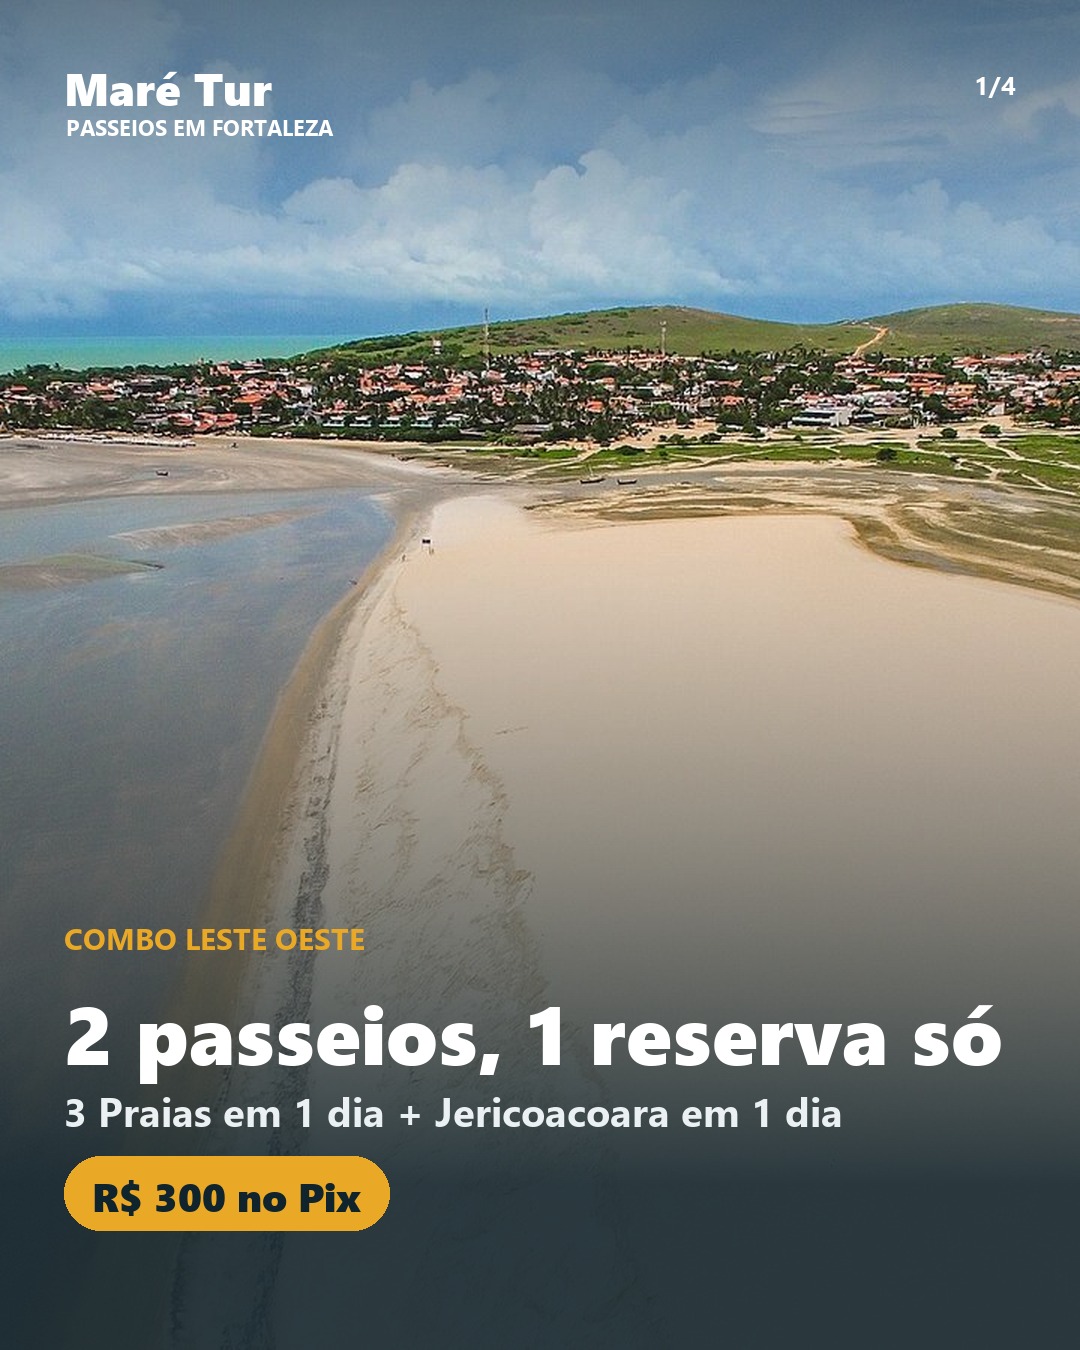 Maré Tur
PASSEIOS EM FORTALEZA
1/4
COMBO LESTE OESTE
2 passeios, 1 reserva só
3 Praias em 1 dia + Jericoacoara em 1 dia
R$ 300 no Pix